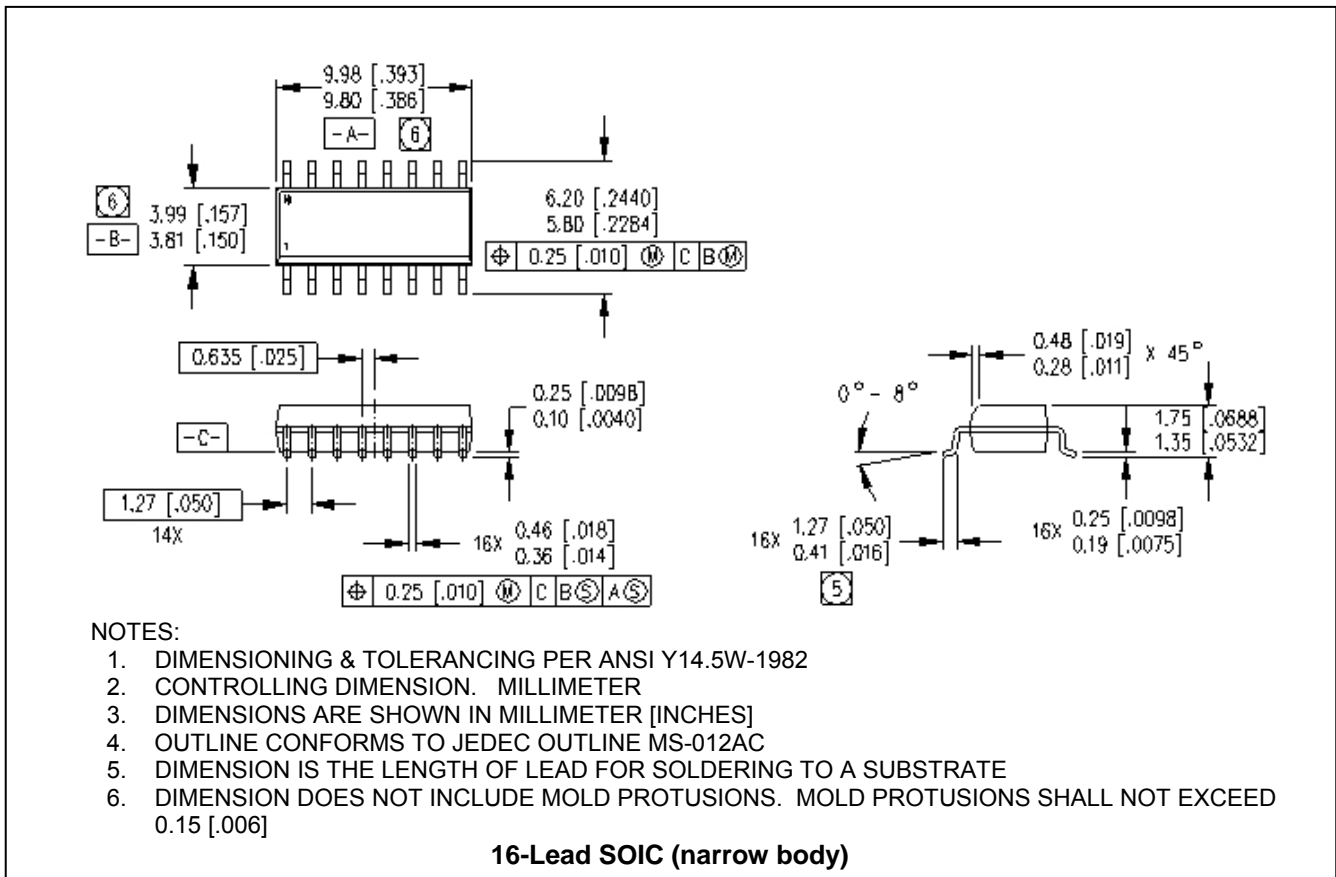 9.98 [.393]
9.80 [.386]
-A- 6
6
3.99 [.157]
-B- 3.81 [.150]
1
6.20 [.2440]
5.80 [.2284]
⌖ 0.25 [.010] Ⓜ C B Ⓜ
0.635 [.025]
0.25 [.0098]
0.10 [.0040]
-C-
1.27 [.050]
14X
16X 0.46 [.018]
0.36 [.014]
⌖ 0.25 [.010] Ⓜ C B Ⓢ A Ⓢ
0.48 [.019] X 45°
0.28 [.011]
0° - 8°
1.75 [.0688]
1.35 [.0532]
16X 1.27 [.050]
0.41 [.016]
5
16X 0.25 [.0098]
0.19 [.0075]
NOTES:
1. DIMENSIONING & TOLERANCING PER ANSI Y14.5W-1982
2. CONTROLLING DIMENSION. MILLIMETER
3. DIMENSIONS ARE SHOWN IN MILLIMETER [INCHES]
4. OUTLINE CONFORMS TO JEDEC OUTLINE MS-012AC
5. DIMENSION IS THE LENGTH OF LEAD FOR SOLDERING TO A SUBSTRATE
6. DIMENSION DOES NOT INCLUDE MOLD PROTUSIONS. MOLD PROTUSIONS SHALL NOT EXCEED
0.15 [.006]
16-Lead SOIC (narrow body)